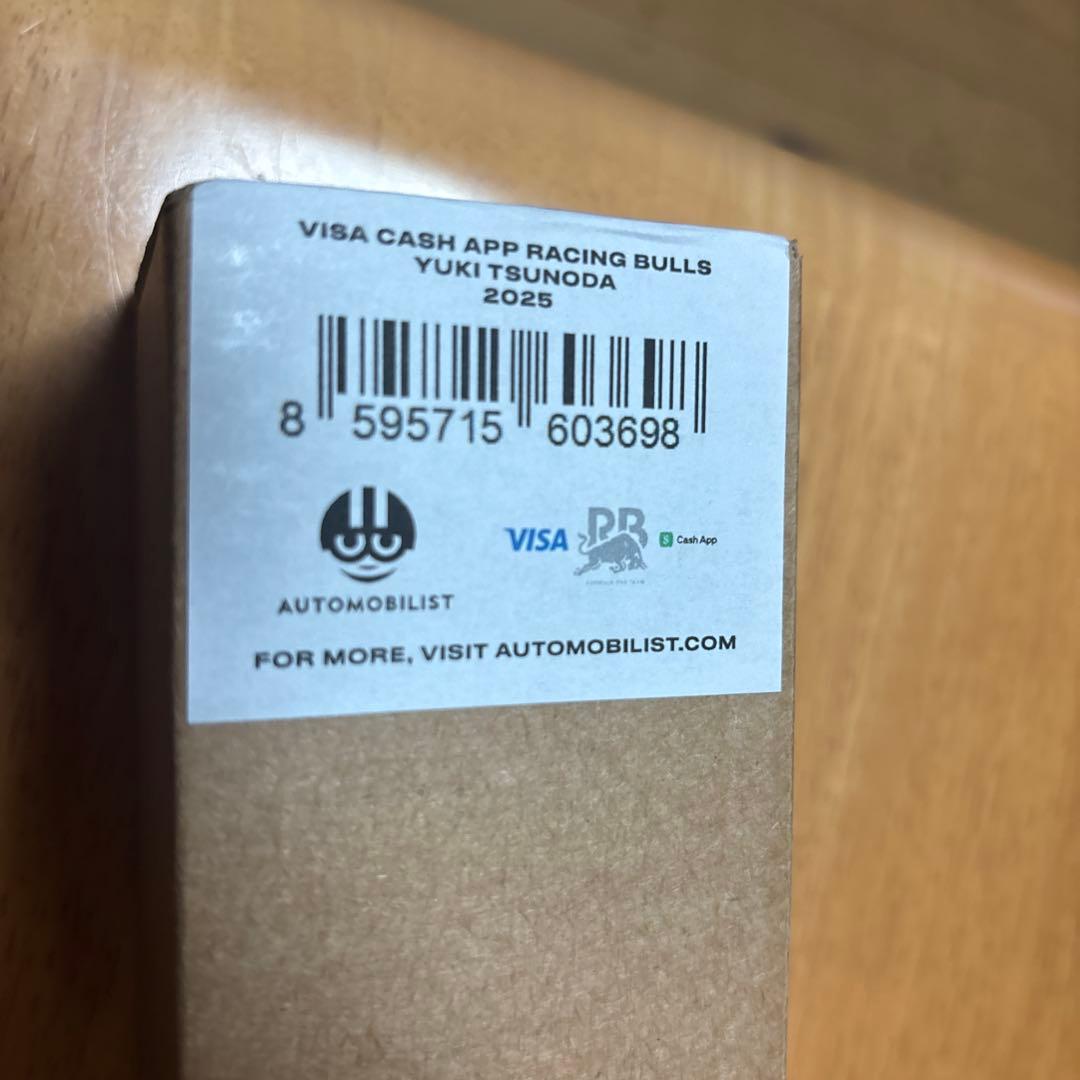 VISA CASH APP RACING BULLS
YUKI TSUNODA
2025
8 595715 603698
VISA RB Cash App
AUTOMOBILIST
FOR MORE, VISIT AUTOMOBILIST.COM